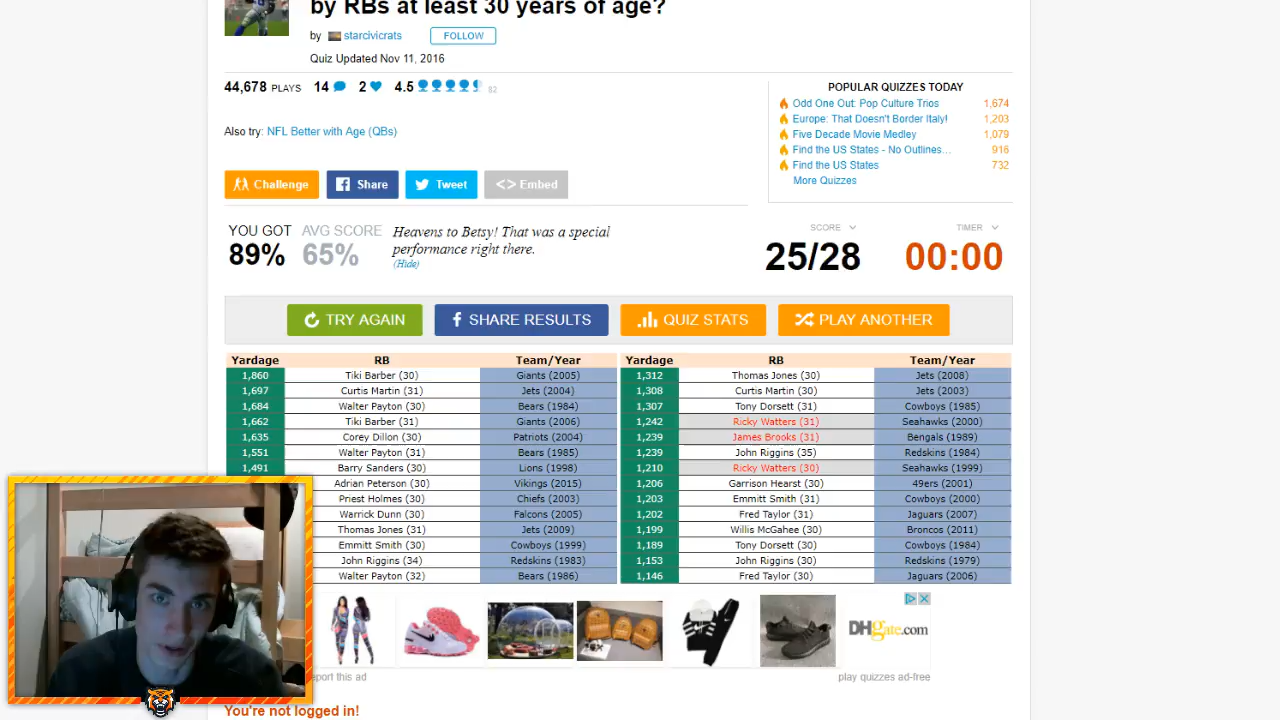 by RBs at least 30 years of age?
by starcivicrats FOLLOW
Quiz Updated Nov 11, 2016
44,678 PLAYS 14 2 4.5 82
Also try: NFL Better with Age (QBs)
POPULAR QUIZZES TODAY
Odd One Out: Pop Culture Trios 1,674
Europe: That Doesn't Border Italy! 1,203
Five Decade Movie Medley 1,079
Find the US States - No Outlines... 916
Find the US States 732
More Quizzes
Challenge Share Tweet <> Embed
YOU GOT AVG SCORE
89% 65%
Heavens to Betsy! That was a special
performance right there.
(Hide)
SCORE TIMER
25/28 00:00
TRY AGAIN SHARE RESULTS QUIZ STATS PLAY ANOTHER
Yardage RB Team/Year Yardage RB Team/Year
1,860 Tiki Barber (30) Giants (2005) 1,312 Thomas Jones (30) Jets (2008)
1,697 Curtis Martin (31) Jets (2004) 1,308 Curtis Martin (30) Jets (2003)
1,684 Walter Payton (30) Bears (1984) 1,307 Tony Dorsett (31) Cowboys (1985)
1,662 Tiki Barber (31) Giants (2006) 1,242 Ricky Watters (31) Seahawks (2000)
1,635 Corey Dillon (30) Patriots (2004) 1,239 James Brooks (31) Bengals (1989)
1,551 Walter Payton (31) Bears (1985) 1,239 John Riggins (35) Redskins (1984)
1,491 Barry Sanders (30) Lions (1998) 1,210 Ricky Watters (30) Seahawks (1999)
Adrian Peterson (30) Vikings (2015) 1,206 Garrison Hearst (30) 49ers (2001)
Priest Holmes (30) Chiefs (2003) 1,203 Emmitt Smith (31) Cowboys (2000)
Warrick Dunn (30) Falcons (2005) 1,202 Fred Taylor (31) Jaguars (2007)
Thomas Jones (31) Jets (2009) 1,199 Willis McGahee (30) Broncos (2011)
Emmitt Smith (30) Cowboys (1999) 1,189 Tony Dorsett (30) Cowboys (1984)
John Riggins (34) Redskins (1983) 1,153 John Riggins (30) Redskins (1979)
Walter Payton (32) Bears (1986) 1,146 Fred Taylor (30) Jaguars (2006)
DHgate.com
report this ad play quizzes ad-free
You're not logged in!